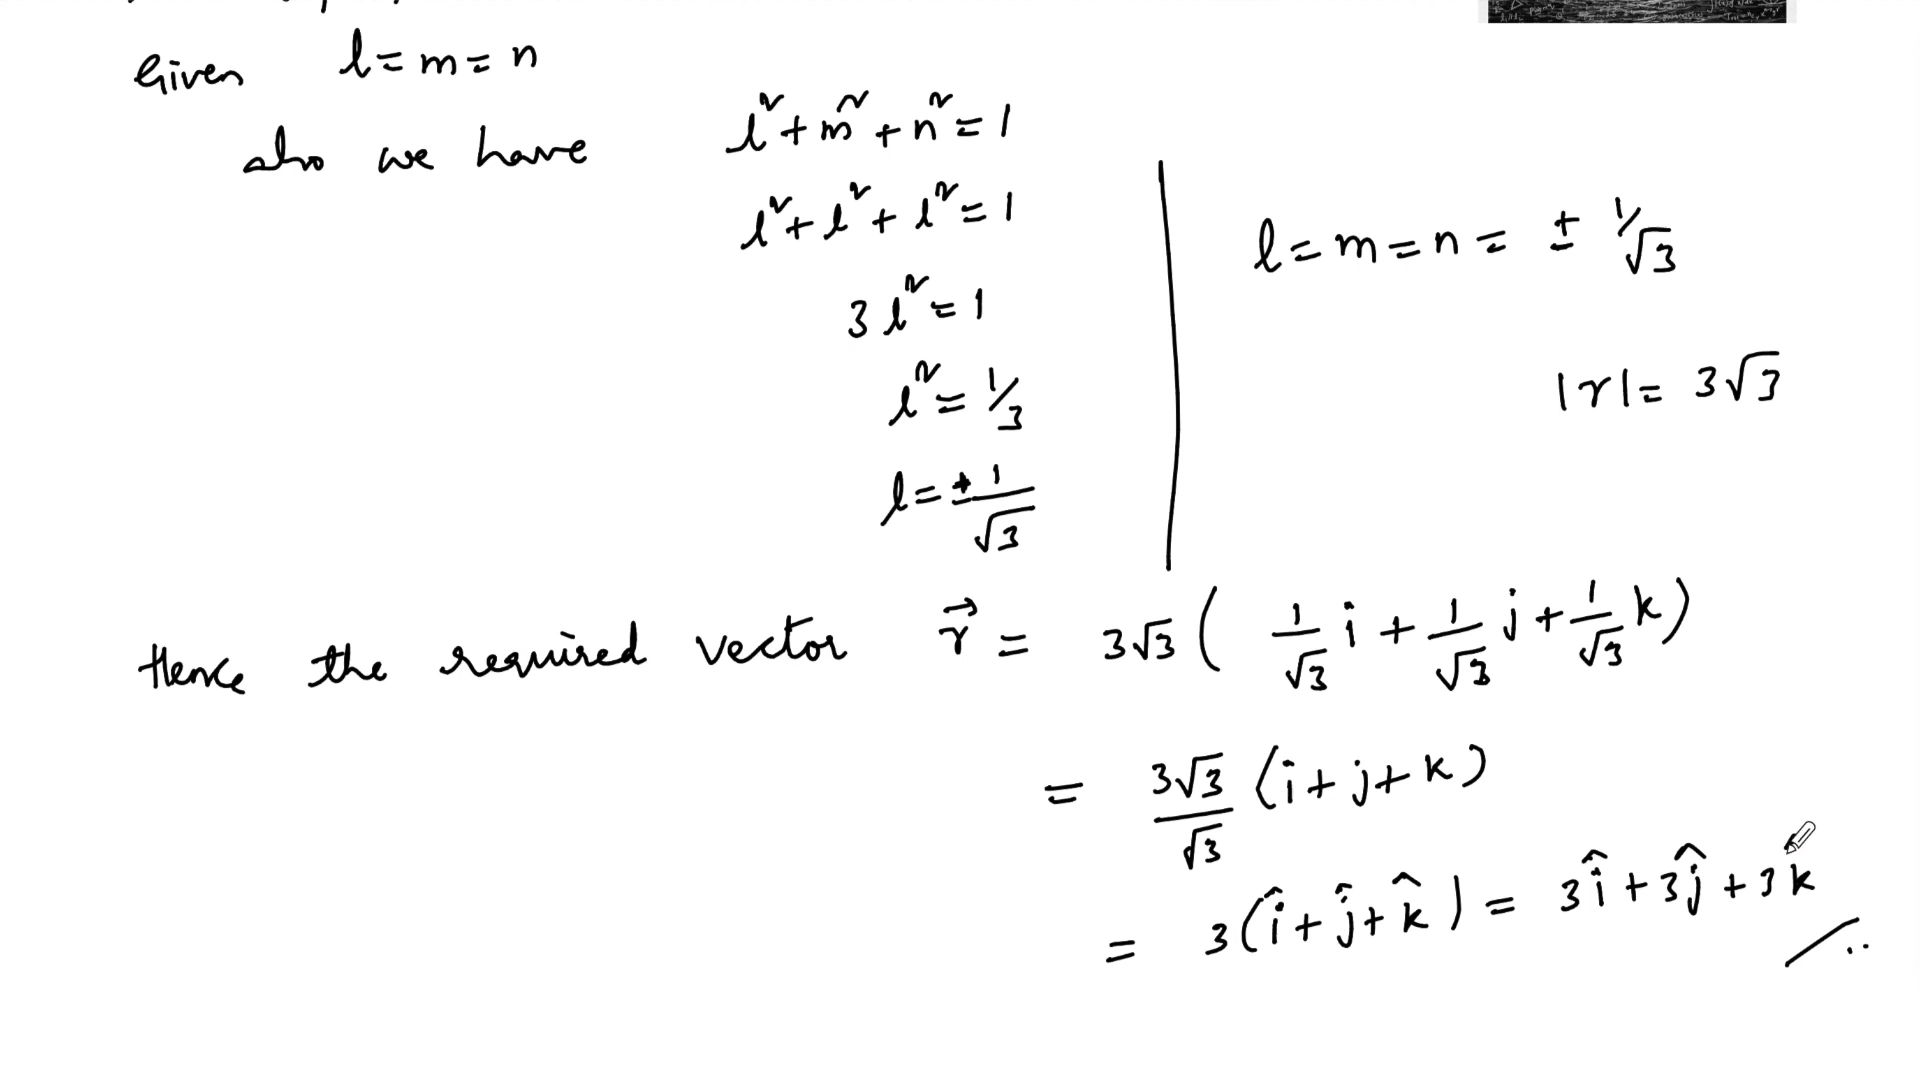 Given l = m = n
also we have l² + m² + n² = 1
l² + l² + l² = 1
3l² = 1
l² = 1/3
l = ± 1/√3
l = m = n = ± 1/√3
|r| = 3√3
Hence the required vector r⃗ = 3√3 ( 1/√3 i + 1/√3 j + 1/√3 k )
= 3√3/√3 (i + j + k)
= 3(î + ĵ + k̂) = 3î + 3ĵ + 3k